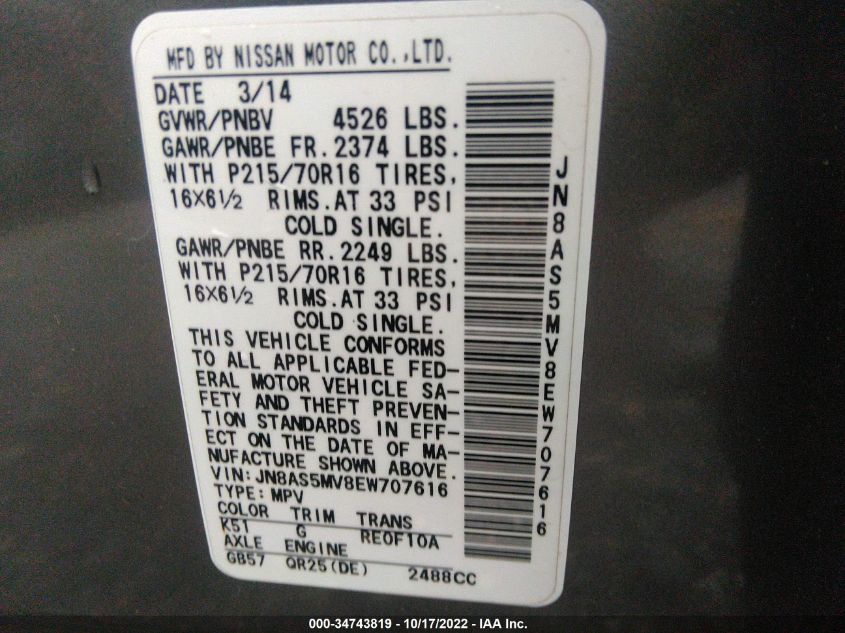 MFD BY NISSAN MOTOR CO.,LTD.
DATE 3/14
GVWR/PNBV 4526 LBS.
GAWR/PNBE FR. 2374 LBS.
WITH P215/70R16 TIRES,
16X6½ RIMS. AT 33 PSI
COLD SINGLE.
GAWR/PNBE RR. 2249 LBS.
WITH P215/70R16 TIRES,
16X6½ RIMS. AT 33 PSI
COLD SINGLE.
THIS VEHICLE CONFORMS
TO ALL APPLICABLE FED-
ERAL MOTOR VEHICLE SA-
FETY AND THEFT PREVEN-
TION STANDARDS IN EFF-
ECT ON THE DATE OF MA-
NUFACTURE SHOWN ABOVE.
VIN:JN8AS5MV8EW707616
TYPE:MPV
COLOR TRIM TRANS
K51 G RE0F10A
AXLE ENGINE
GB57 QR25(DE) 2488CC
JN8AS5MV8EW707616
000-34743819 - 10/17/2022 - IAA Inc.